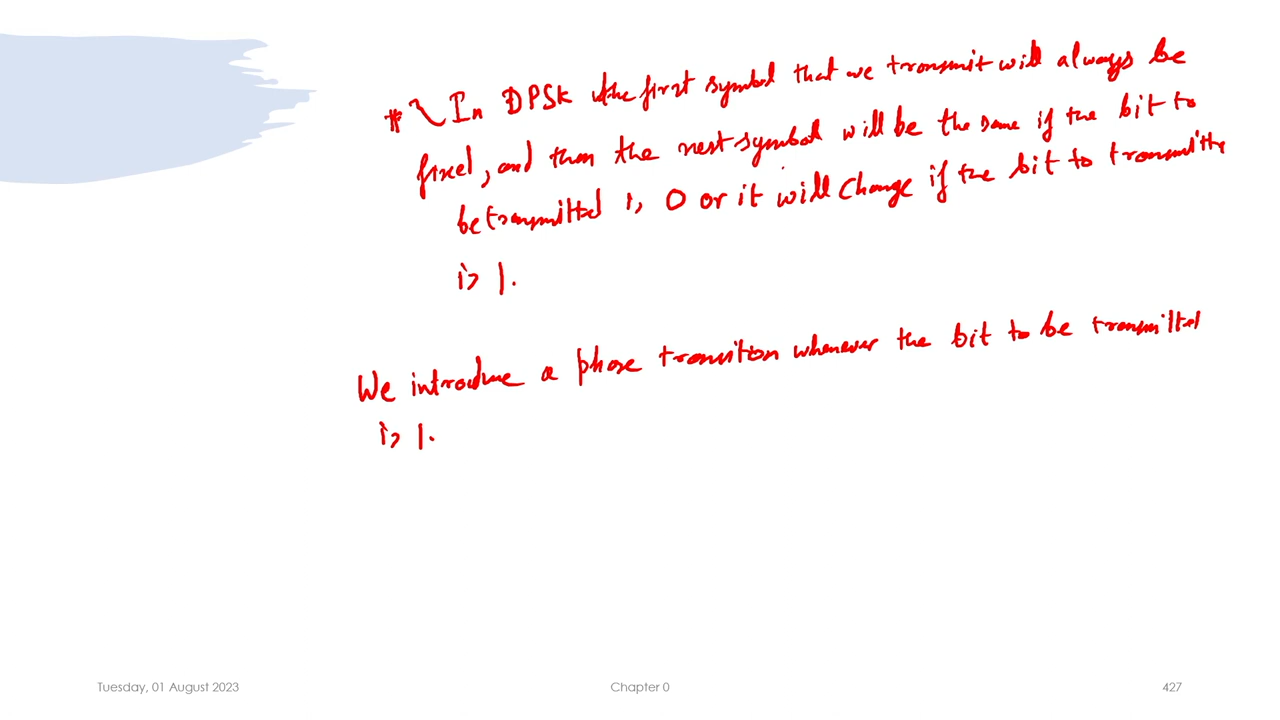 # In DPSK the first symbol that we transmit will always be
fixed, and then the next symbol will be the same if the bit to
be transmitted is 0 or it will change if the bit to transmitted
is 1.
We introduce a phase transition whenever the bit to be transmitted
is 1.
Tuesday, 01 August 2023 Chapter 0 427